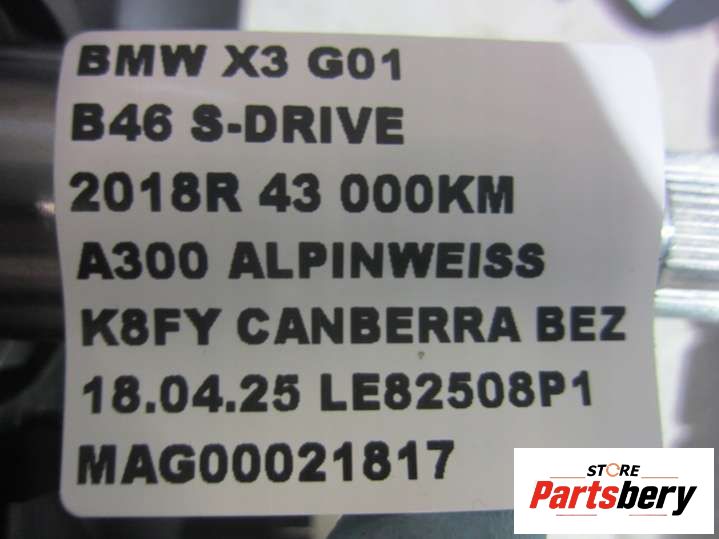 BMW X3 G01
B46 S-DRIVE
2018R 43 000KM
A300 ALPINWEISS
K8FY CANBERRA BEZ
18.04.25 LE82508P1
MAG00021817
STORE
Partsbery